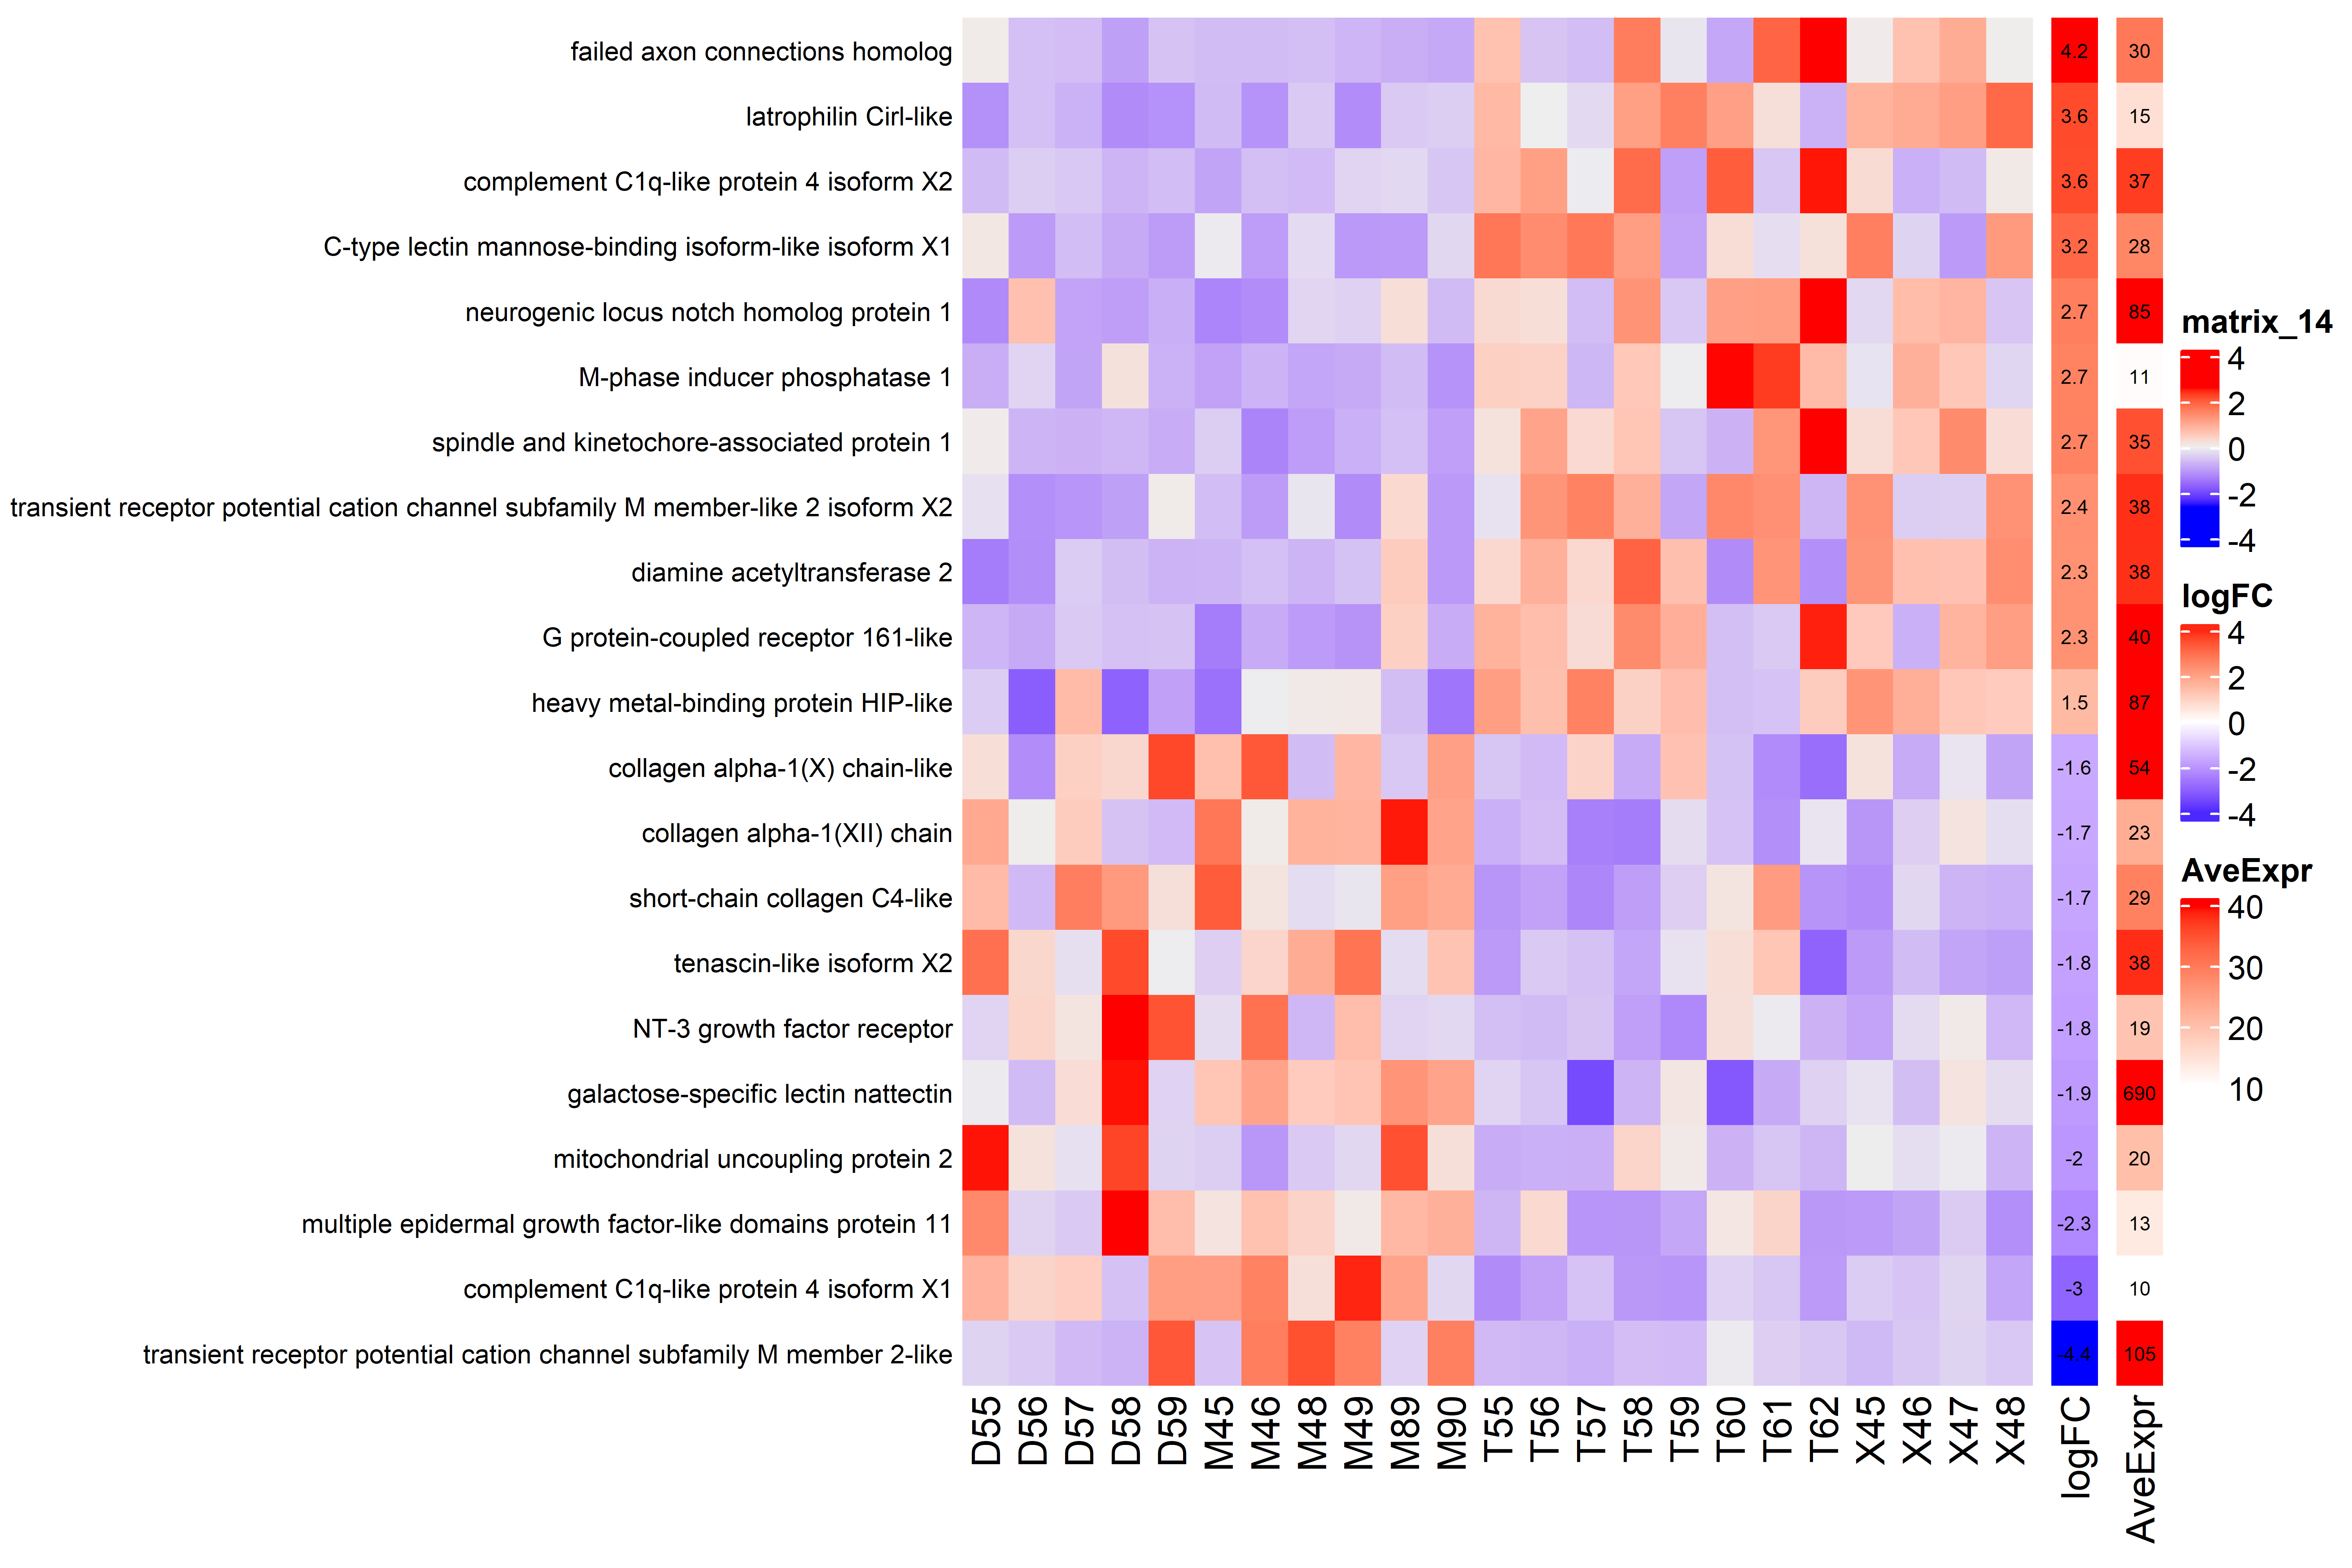 failed axon connections homolog 4.2 30
latrophilin Cirl-like 3.6 15
complement C1q-like protein 4 isoform X2 3.6 37
C-type lectin mannose-binding isoform-like isoform X1 3.2 28
neurogenic locus notch homolog protein 1 2.7 85
M-phase inducer phosphatase 1 2.7 11
spindle and kinetochore-associated protein 1 2.7 35
transient receptor potential cation channel subfamily M member-like 2 isoform X2 2.4 38
diamine acetyltransferase 2 2.3 38
G protein-coupled receptor 161-like 2.3 40
heavy metal-binding protein HIP-like 1.5 87
collagen alpha-1(X) chain-like -1.6 54
collagen alpha-1(XII) chain -1.7 23
short-chain collagen C4-like -1.7 29
tenascin-like isoform X2 -1.8 38
NT-3 growth factor receptor -1.8 19
galactose-specific lectin nattectin -1.9 690
mitochondrial uncoupling protein 2 -2 20
multiple epidermal growth factor-like domains protein 11 -2.3 13
complement C1q-like protein 4 isoform X1 -3 10
transient receptor potential cation channel subfamily M member 2-like -4.4 105
D55 D56 D57 D58 D59 M45 M46 M48 M49 M89 M90 T55 T56 T57 T58 T59 T60 T61 T62 X45 X46 X47 X48 logFC AveExpr
matrix_14
4
2
0
-2
-4
logFC
4
2
0
-2
-4
AveExpr
40
30
20
10